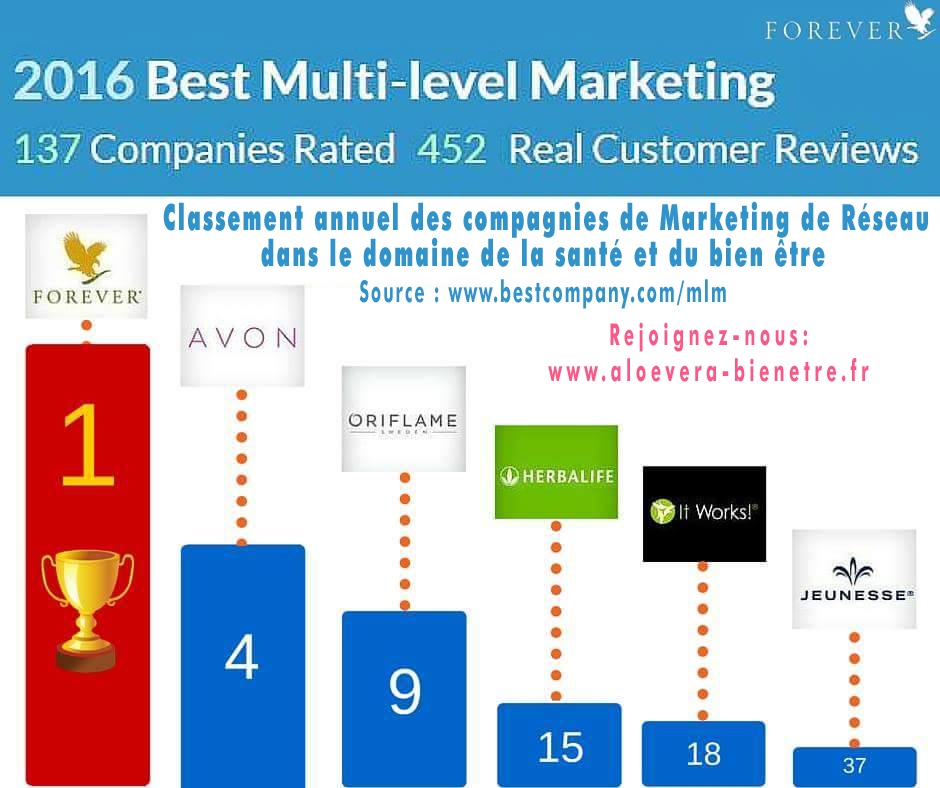 FOREVER
2016 Best Multi-level Marketing
137 Companies Rated 452 Real Customer Reviews
Classement annuel des compagnies de Marketing de Réseau
dans le domaine de la santé et du bien être
Source : www.bestcompany.com/mlm
Rejoignez-nous:
www.aloevera-bienetre.fr
FOREVER
AVON
ORIFLAME
SWEDEN
HERBALIFE
It Works!®
JEUNESSE®
1
4
9
15
18
37